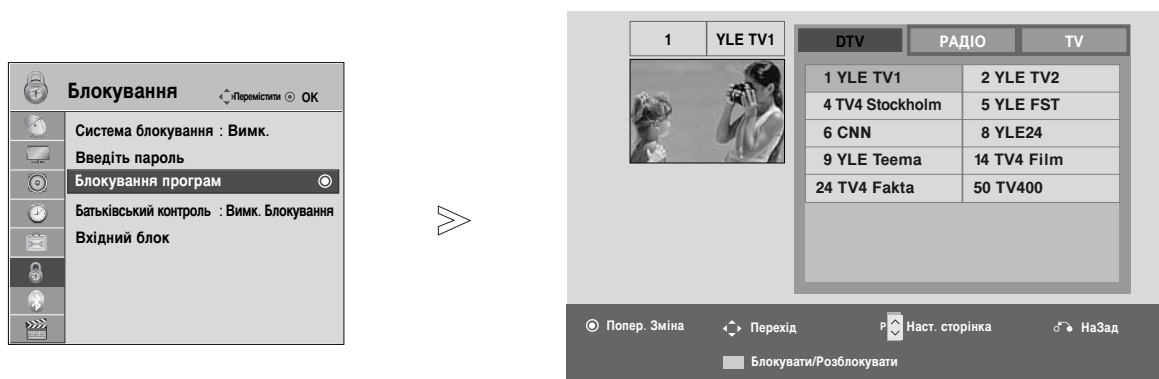 Блокування Перемістити OK
Система блокування : Вимк.
Введіть пароль
Блокування програм
Батьківський контроль : Вимк. Блокування
Вхідний блок
1 YLE TV1
DTV РАДІО TV
1 YLE TV1 2 YLE TV2
4 TV4 Stockholm 5 YLE FST
6 CNN 8 YLE24
9 YLE Teema 14 TV4 Film
24 TV4 Fakta 50 TV400
Попер. Зміна Перехід P Наст. сторінка НаЗад
Блокувати/Розблокувати